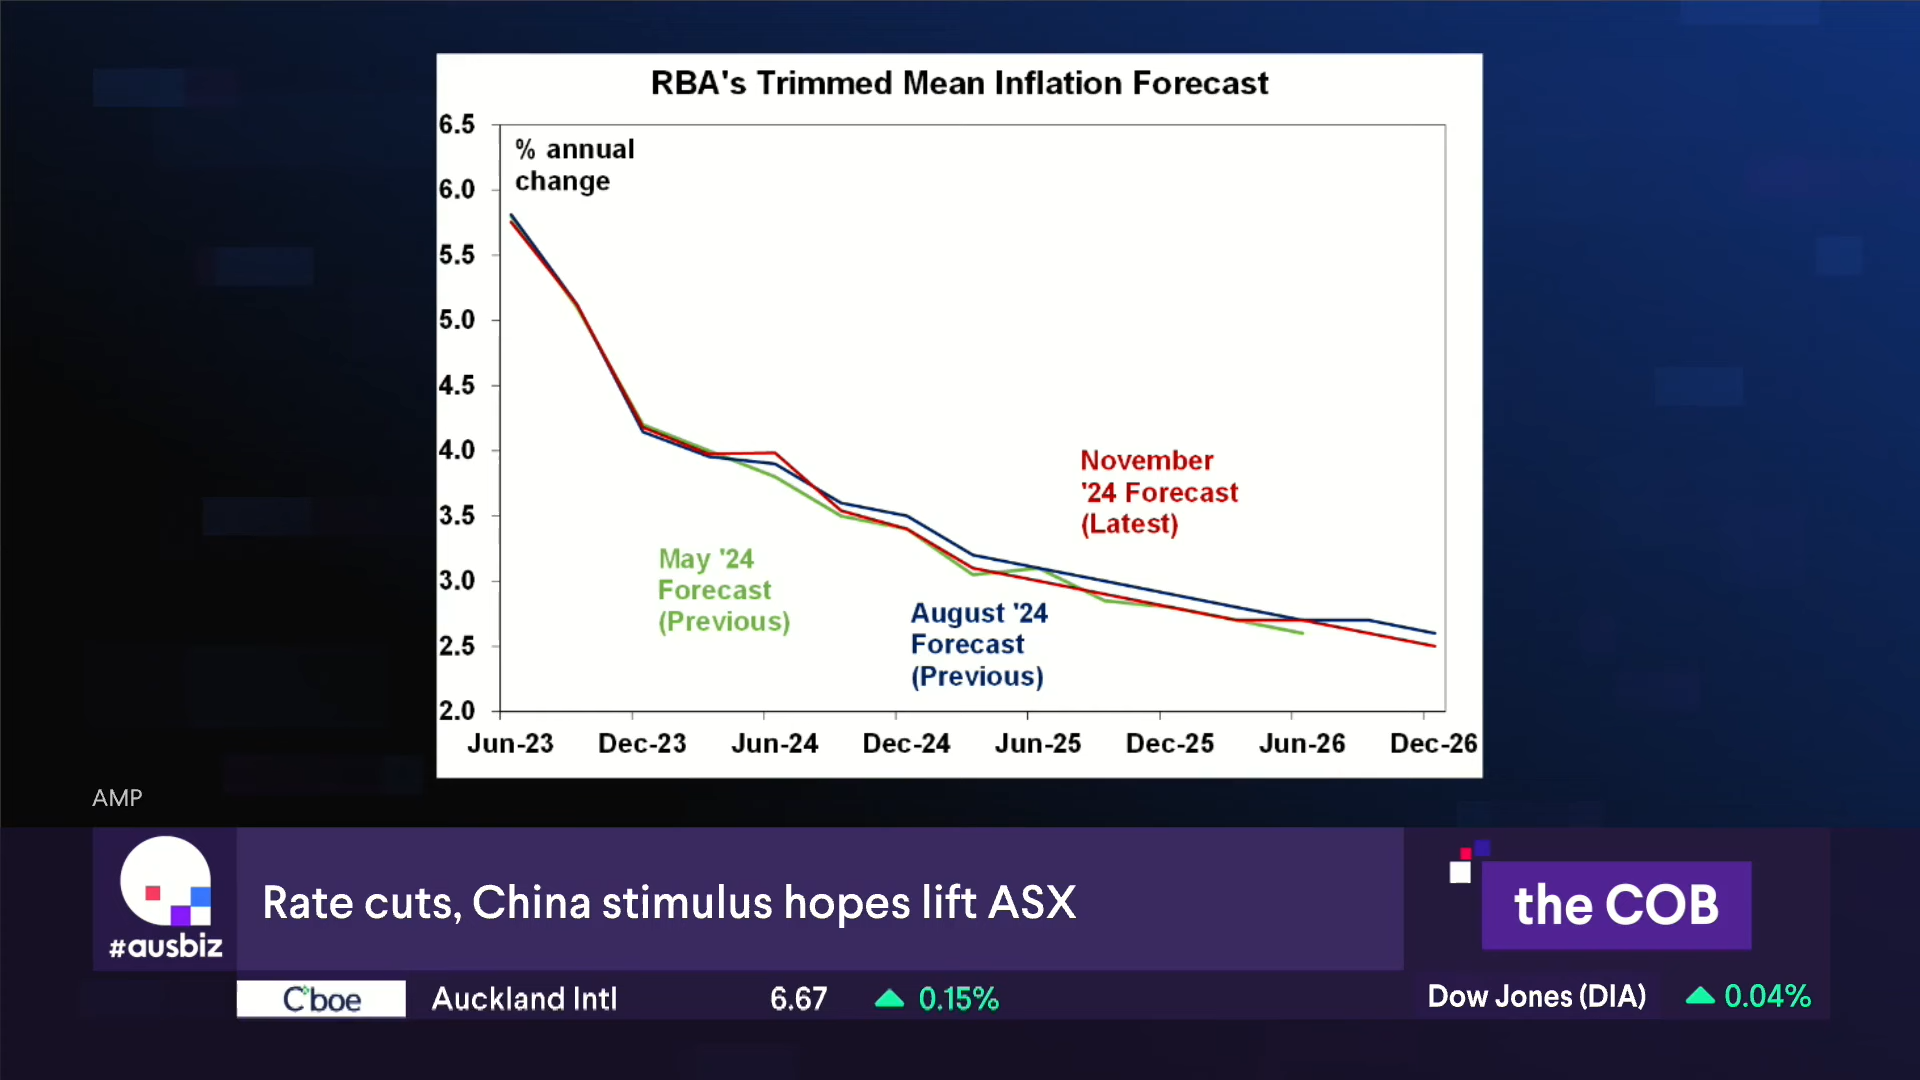 RBA's Trimmed Mean Inflation Forecast
% annual
change
6.5
6.0
5.5
5.0
4.5
4.0
3.5
3.0
2.5
2.0
November
'24 Forecast
(Latest)
May '24
Forecast
(Previous)
August '24
Forecast
(Previous)
Jun-23 Dec-23 Jun-24 Dec-24 Jun-25 Dec-25 Jun-26 Dec-26
AMP
#ausbiz
Rate cuts, China stimulus hopes lift ASX
the COB
Cboe Auckland Intl 6.67 0.15% Dow Jones (DIA) 0.04%